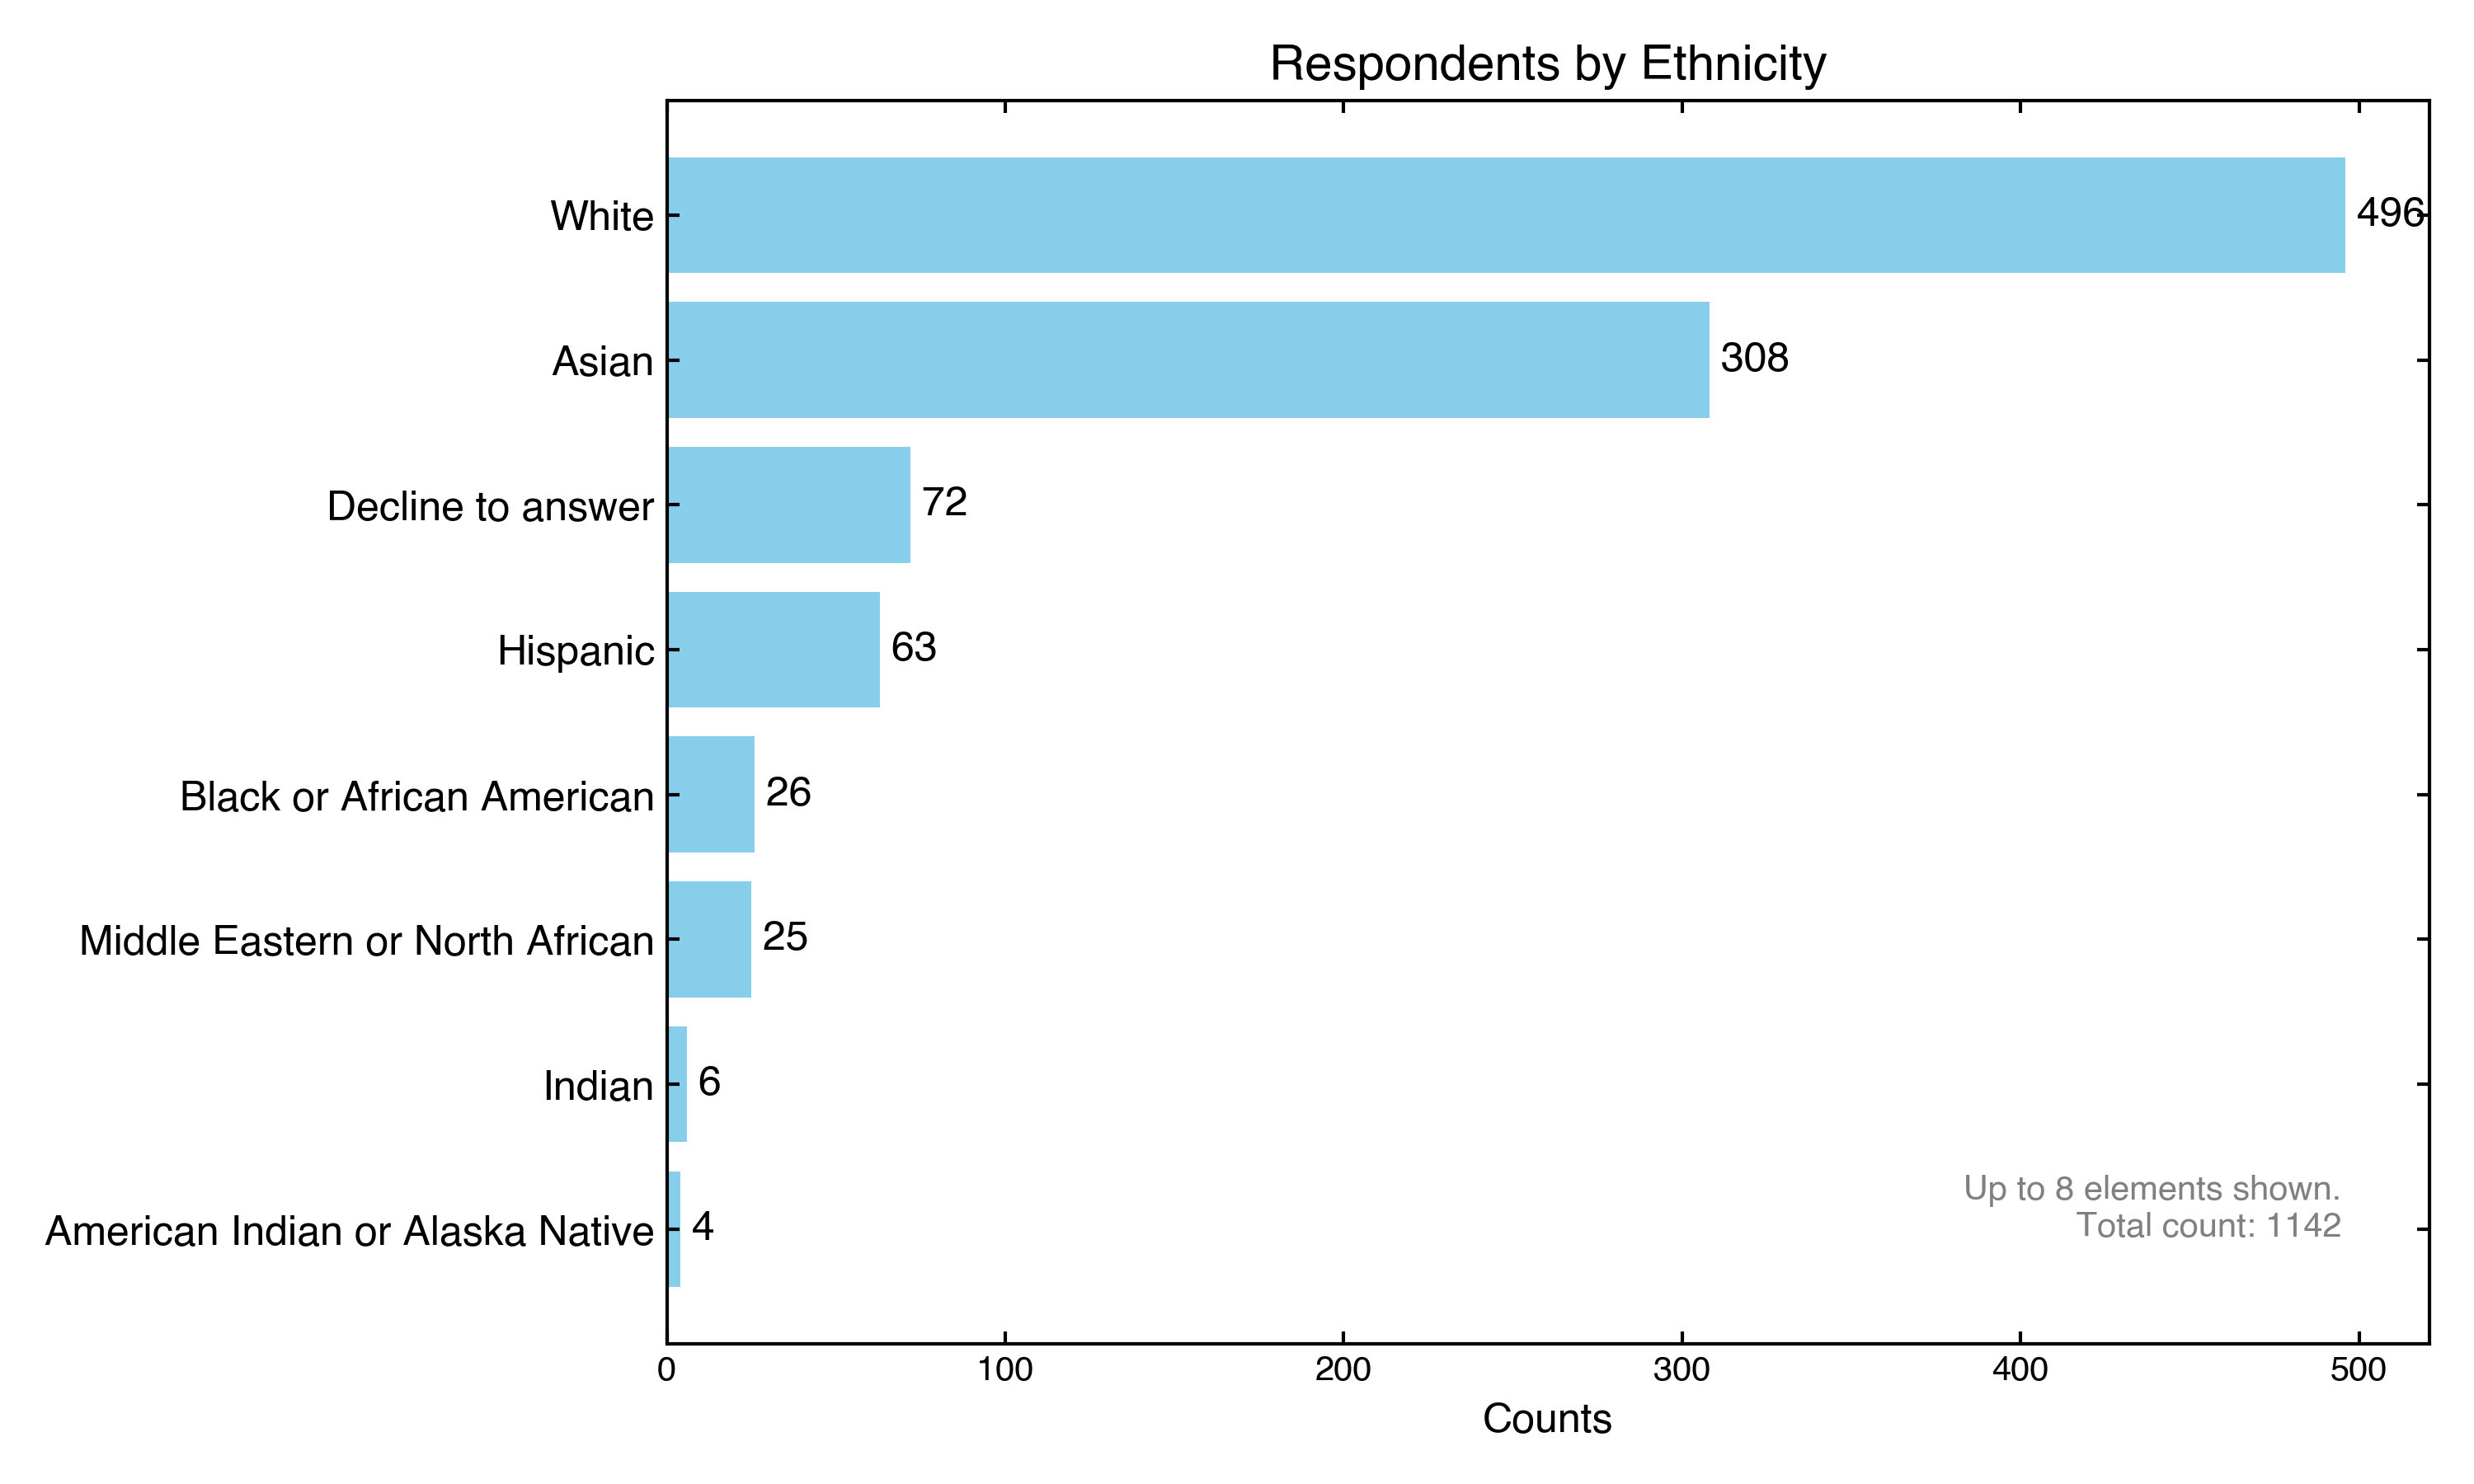 Respondents by Ethnicity
White 496
Asian 308
Decline to answer 72
Hispanic 63
Black or African American 26
Middle Eastern or North African 25
Indian 6
American Indian or Alaska Native 4
Up to 8 elements shown.
Total count: 1142
0 100 200 300 400 500
Counts